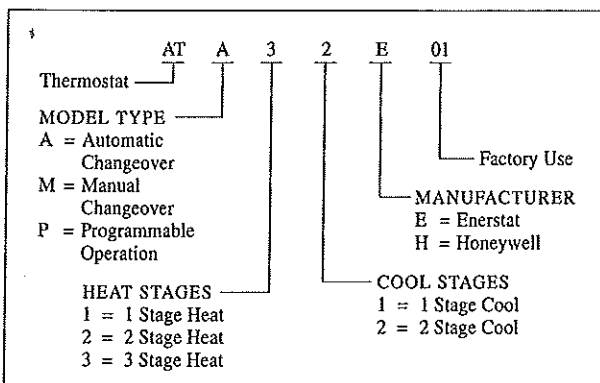 AT A 3 2 E 01
Thermostat
MODEL TYPE
A = Automatic
Changeover
M = Manual
Changeover
P = Programmable
Operation
HEAT STAGES
1 = 1 Stage Heat
2 = 2 Stage Heat
3 = 3 Stage Heat
Factory Use
MANUFACTURER
E = Enerstat
H = Honeywell
COOL STAGES
1 = 1 Stage Cool
2 = 2 Stage Cool